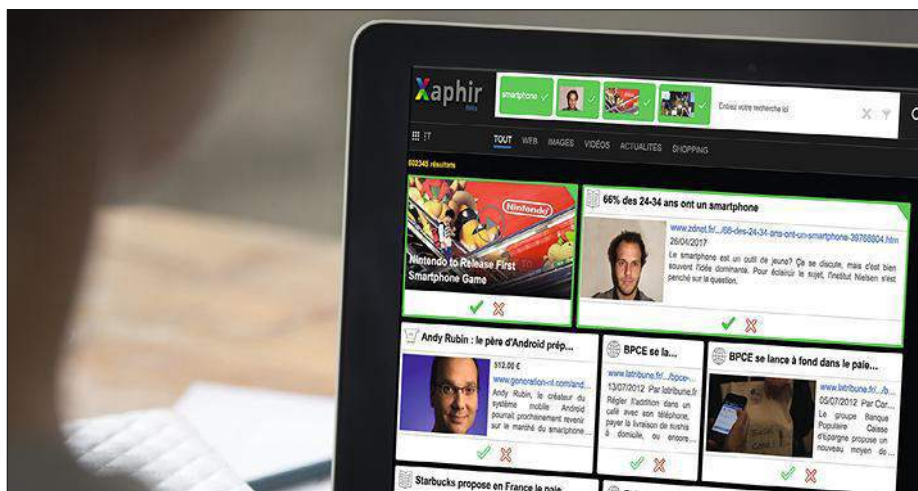 Xaphir
smartphone
Entrez votre recherche ici
TOUT WEB IMAGES VIDÉOS ACTUALITÉS SHOPPING
602345 résultats
Nintendo
Nintendo to Release First
Smartphone Game
66% des 24-34 ans ont un smartphone
www.zdnet.fr/.../66-des-24-34-ans-ont-un-smartphone-39768904.htm
26/04/2017
Le smartphone est un outil de jeune? Ça se discute, mais c'est bien
souvent l'idée dominante. Pour éclaircir le sujet, l'institut Nielsen s'est
penché sur la question.
Andy Rubin : le père d'Android prép...
512.00 €
www.generation-nt.com/and...
Andy Rubin, le créateur du
système mobile Android
pourrait prochainement revenir
sur le marché du smartphone...
BPCE se la...
www.latribune.fr/.../bpce-...
13/07/2012 Par latribune.fr
Régler l'addition dans un
café avec son téléphone,
payer la livraison de sushis
à domicile, ou encore...
BPCE se lance à fond dans le paie...
www.latribune.fr/.../b...
05/07/2012 Par Cor...
Le groupe Banque
Populaire Caisse
d'épargne propose un
nouveau moyen de...
Starbucks propose en France le paie...